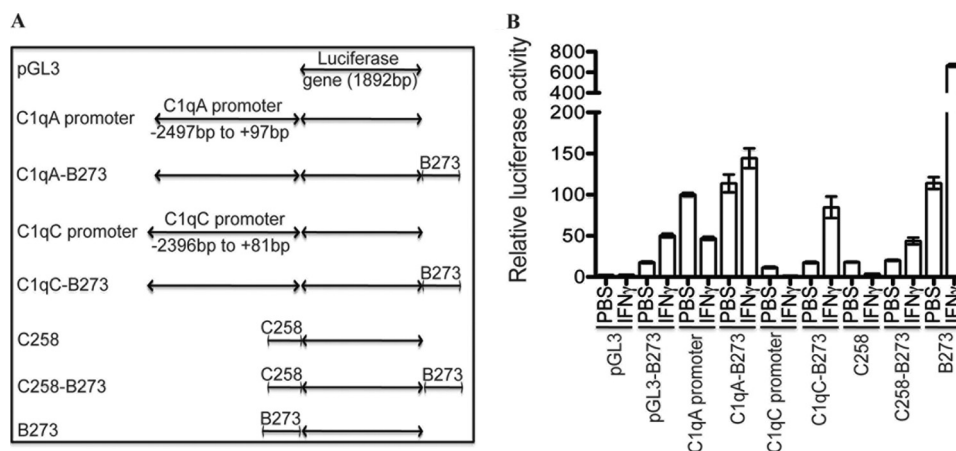 A
pGL3
Luciferase
gene (1892bp)
C1qA promoter
C1qA promoter
-2497bp to +97bp
C1qA-B273
B273
C1qC promoter
C1qC promoter
-2396bp to +81bp
C1qC-B273
B273
C258
C258
C258-B273
C258
B273
B273
B273
B
Relative luciferase activity
800
600
400
200
150
100
50
0
PBS
IFNγ
PBS
IFNγ
PBS
IFNγ
PBS
IFNγ
PBS
IFNγ
PBS
IFNγ
PBS
IFNγ
PBS
IFNγ
PBS
IFNγ
pGL3
pGL3-B273
C1qA promoter
C1qA-B273
C1qC promoter
C1qC-B273
C258
C258-B273
B273